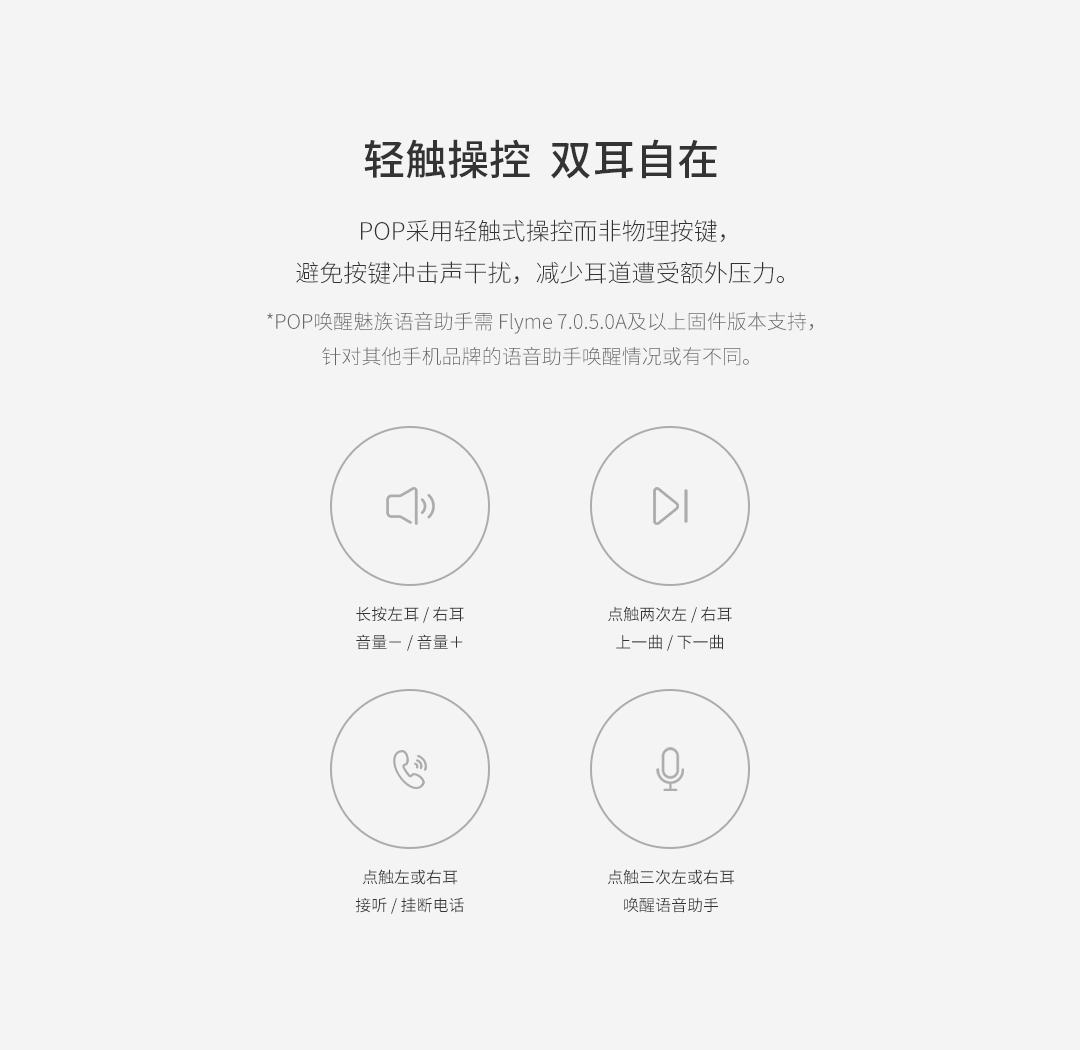 轻触操控 双耳自在
POP采用轻触式操控而非物理按键，
避免按键冲击声干扰，减少耳道遭受额外压力。
*POP唤醒魅族语音助手需 Flyme 7.0.5.0A及以上固件版本支持，
针对其他手机品牌的语音助手唤醒情况或有不同。
长按左耳 / 右耳
音量－ / 音量＋
点触两次左 / 右耳
上一曲 / 下一曲
点触左或右耳
接听 / 挂断电话
点触三次左或右耳
唤醒语音助手